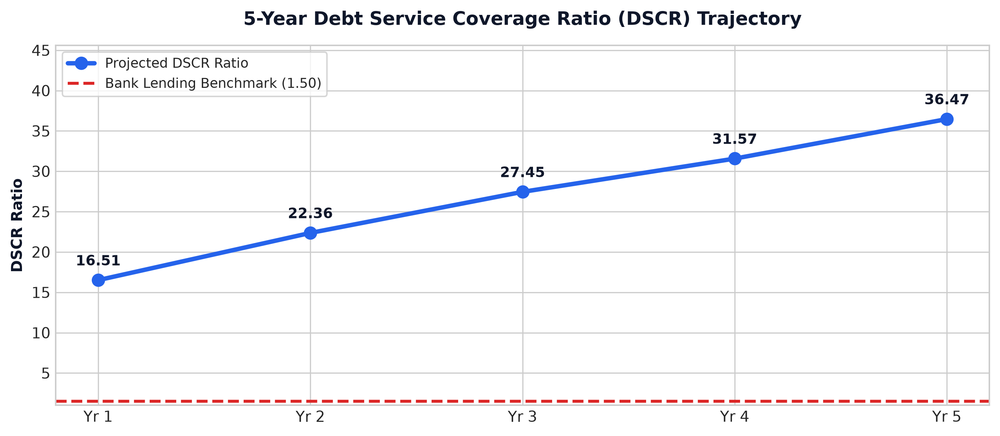 5-Year Debt Service Coverage Ratio (DSCR) Trajectory
Projected DSCR Ratio
Bank Lending Benchmark (1.50)
DSCR Ratio
45
40
35
30
25
20
15
10
5
16.51
22.36
27.45
31.57
36.47
Yr 1
Yr 2
Yr 3
Yr 4
Yr 5